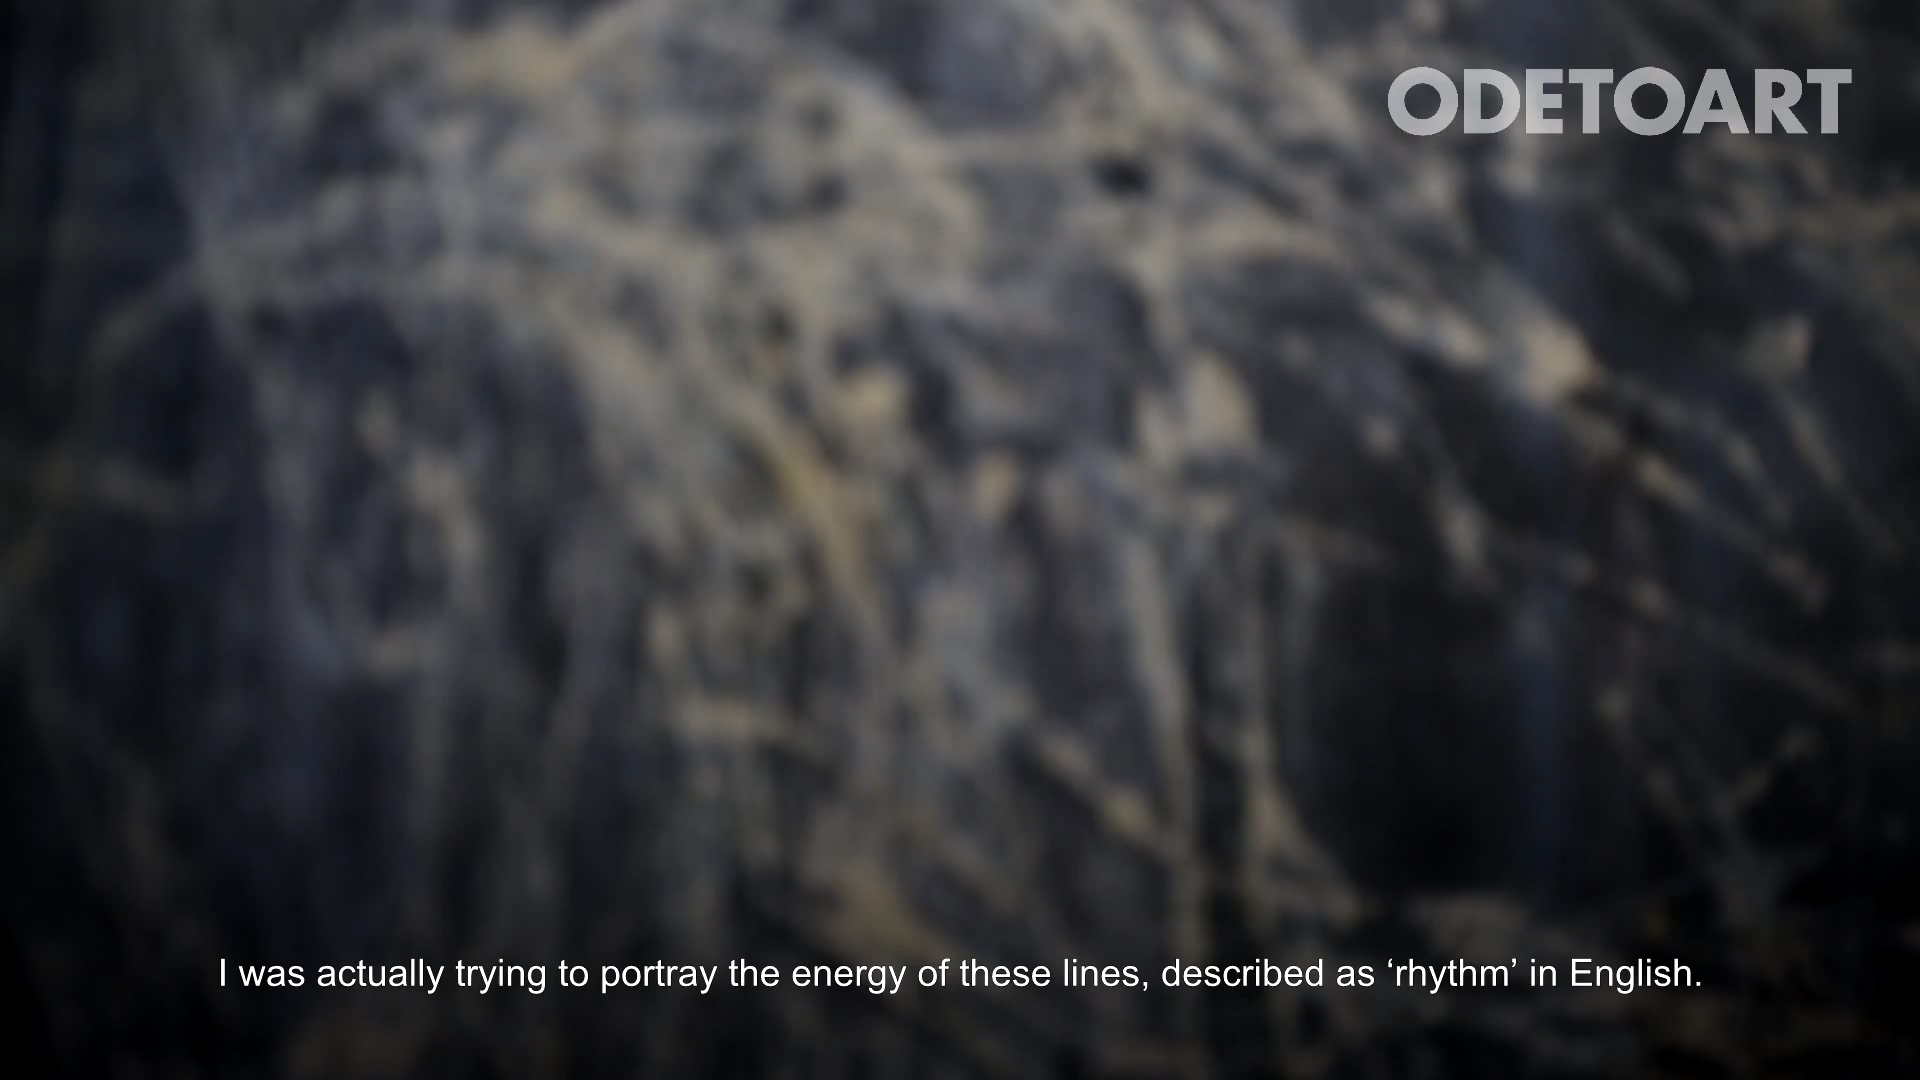 ODETOART
I was actually trying to portray the energy of these lines, described as ‘rhythm’ in English.